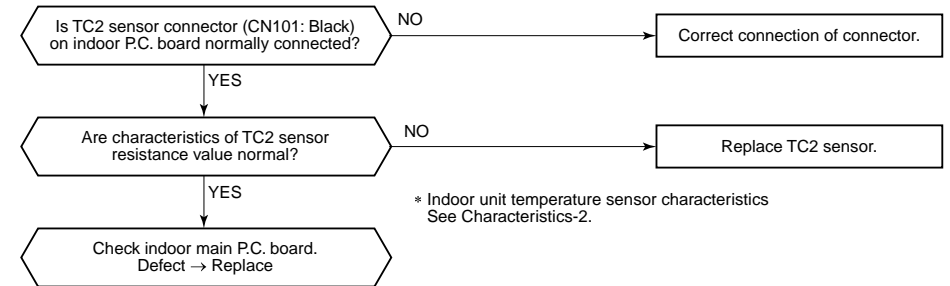 Is TC2 sensor connector (CN101: Black)
on indoor P.C. board normally connected?
NO
Correct connection of connector.
YES
Are characteristics of TC2 sensor
resistance value normal?
NO
Replace TC2 sensor.
YES
* Indoor unit temperature sensor characteristics
See Characteristics-2.
Check indoor main P.C. board.
Defect → Replace